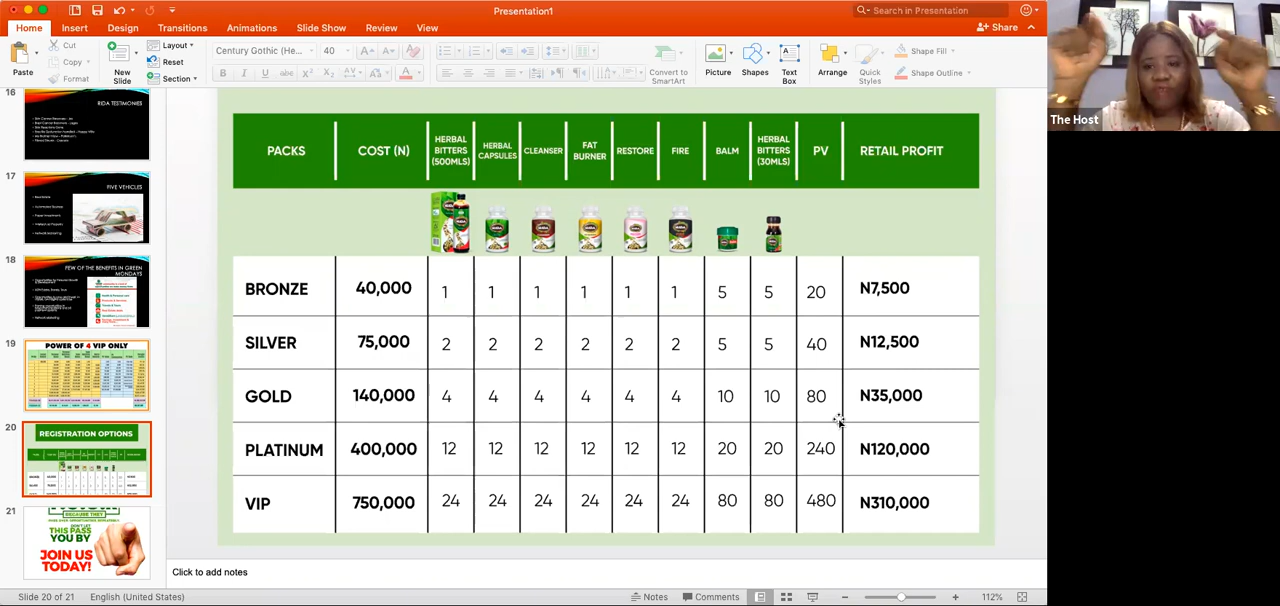 Presentation1
Search in Presentation
Home Insert Design Transitions Animations Slide Show Review View
Share
Paste
Cut
Copy
Format
New Slide
Layout
Reset
Section
Century Gothic (He... 40
Convert to SmartArt
Picture
Shapes
Text Box
Arrange
Quick Styles
Shape Fill
Shape Outline
16
RIDA TESTIMONIES
17
FIVE VEHICLES
18
FEW OF THE BENEFITS IN GREEN MONDAYS
19
POWER OF 4 VIP ONLY
20
REGISTRATION OPTIONS
21
DON'T LET
THIS PASS
YOU BY
JOIN US
TODAY!
PACKS COST (N) HERBAL BITTERS (500MLS) HERBAL CAPSULES CLEANSER FAT BURNER RESTORE FIRE BALM HERBAL BITTERS (30MLS) PV RETAIL PROFIT
BRONZE 40,000 1 1 1 1 1 1 5 5 20 N7,500
SILVER 75,000 2 2 2 2 2 2 5 5 40 N12,500
GOLD 140,000 4 4 4 4 4 4 10 10 80 N35,000
PLATINUM 400,000 12 12 12 12 12 12 20 20 240 N120,000
VIP 750,000 24 24 24 24 24 24 80 80 480 N310,000
The Host
Click to add notes
Slide 20 of 21 English (United States) Notes Comments 112%